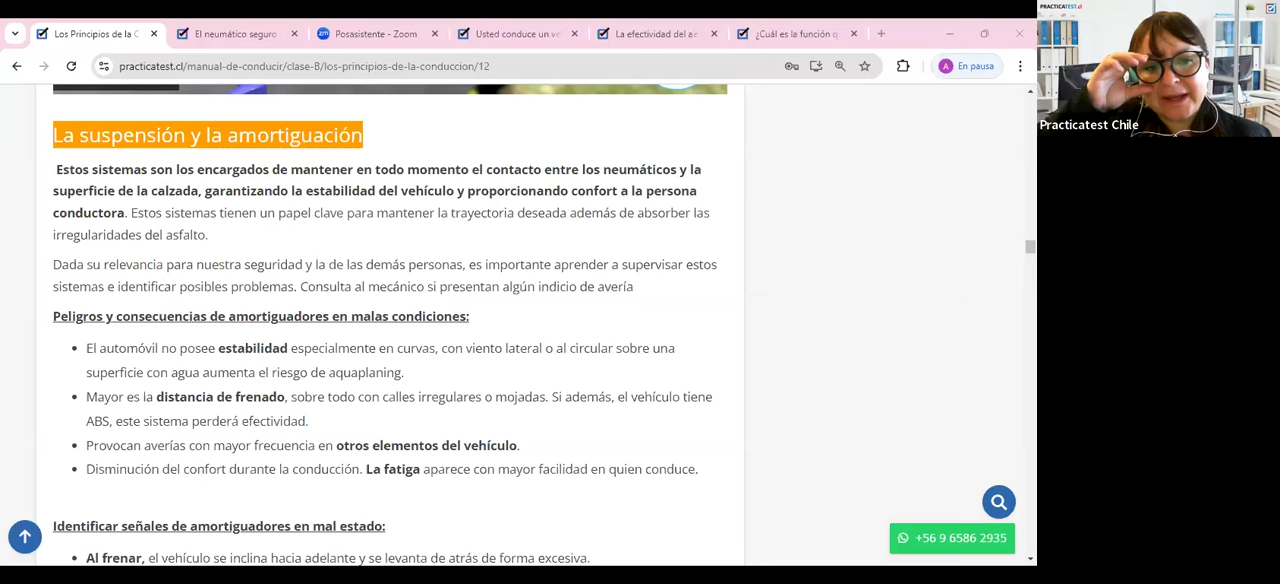 Los Principios de la C
El neumático seguro
Posasistente - Zoom
Usted conduce un ve
La efectividad del air
¿Cuál es la función q
practicatest.cl/manual-de-conducir/clase-B/los-principios-de-la-conduccion/12
A En pausa
PRACTICATEST.cl
Practicatest Chile
La suspensión y la amortiguación
Estos sistemas son los encargados de mantener en todo momento el contacto entre los neumáticos y la
superficie de la calzada, garantizando la estabilidad del vehículo y proporcionando confort a la persona
conductora. Estos sistemas tienen un papel clave para mantener la trayectoria deseada además de absorber las
irregularidades del asfalto.
Dada su relevancia para nuestra seguridad y la de las demás personas, es importante aprender a supervisar estos
sistemas e identificar posibles problemas. Consulta al mecánico si presentan algún indicio de avería
Peligros y consecuencias de amortiguadores en malas condiciones:
• El automóvil no posee estabilidad especialmente en curvas, con viento lateral o al circular sobre una
superficie con agua aumenta el riesgo de aquaplaning.
• Mayor es la distancia de frenado, sobre todo con calles irregulares o mojadas. Si además, el vehículo tiene
ABS, este sistema perderá efectividad.
• Provocan averías con mayor frecuencia en otros elementos del vehículo.
• Disminución del confort durante la conducción. La fatiga aparece con mayor facilidad en quien conduce.
Identificar señales de amortiguadores en mal estado:
• Al frenar, el vehículo se inclina hacia adelante y se levanta de atrás de forma excesiva.
+56 9 6586 2935